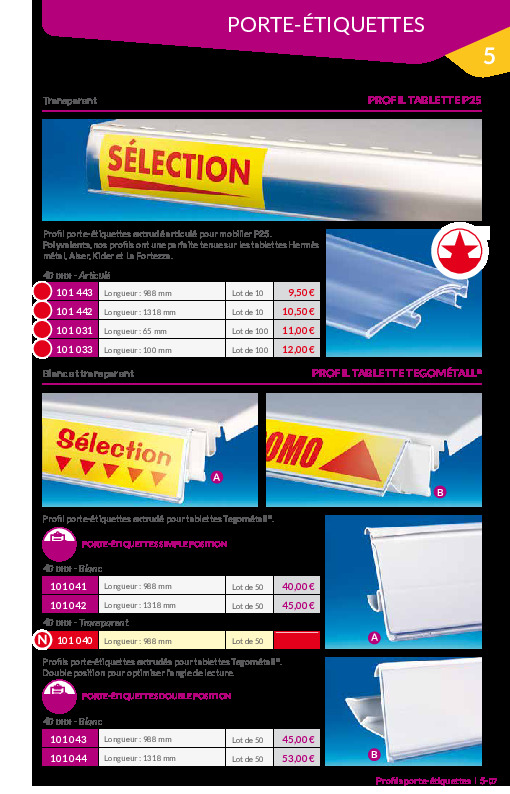 PORTE-ÉTIQUETTES
5
Transparent PROFIL TABLETTE P25
SÉLECTION
Profil porte-étiquettes extrudé articulé pour mobilier P25.
Polyvalents, nos profils ont une parfaite tenue sur les tablettes Hermès
métal, Alser, Kider et La Fortezza.
40 mm - Articulé
101 443 Longueur : 988 mm Lot de 10 9,50 €
101 442 Longueur : 1318 mm Lot de 10 10,50 €
101 031 Longueur : 65 mm Lot de 100 11,00 €
101 033 Longueur : 100 mm Lot de 100 12,00 €
Blanc et transparent PROFIL TABLETTE TEGOMÉTALL®
Sélection
A
OMO
B
Profil porte-étiquettes extrudé pour tablettes Tegométall®.
PORTE-ÉTIQUETTES SIMPLE POSITION
40 mm - Blanc
101041 Longueur : 988 mm Lot de 50 40,00 €
101042 Longueur : 1318 mm Lot de 50 45,00 €
40 mm - Transparent
N 101 040 Longueur : 988 mm Lot de 50
A
Profils porte-étiquettes extrudés pour tablettes Tegométall®.
Double position pour optimiser l'angle de lecture.
PORTE-ÉTIQUETTES DOUBLE POSITION
40 mm - Blanc
101043 Longueur : 988 mm Lot de 50 45,00 €
101044 Longueur : 1318 mm Lot de 50 53,00 €
B
Profils porte-étiquettes | 5-07